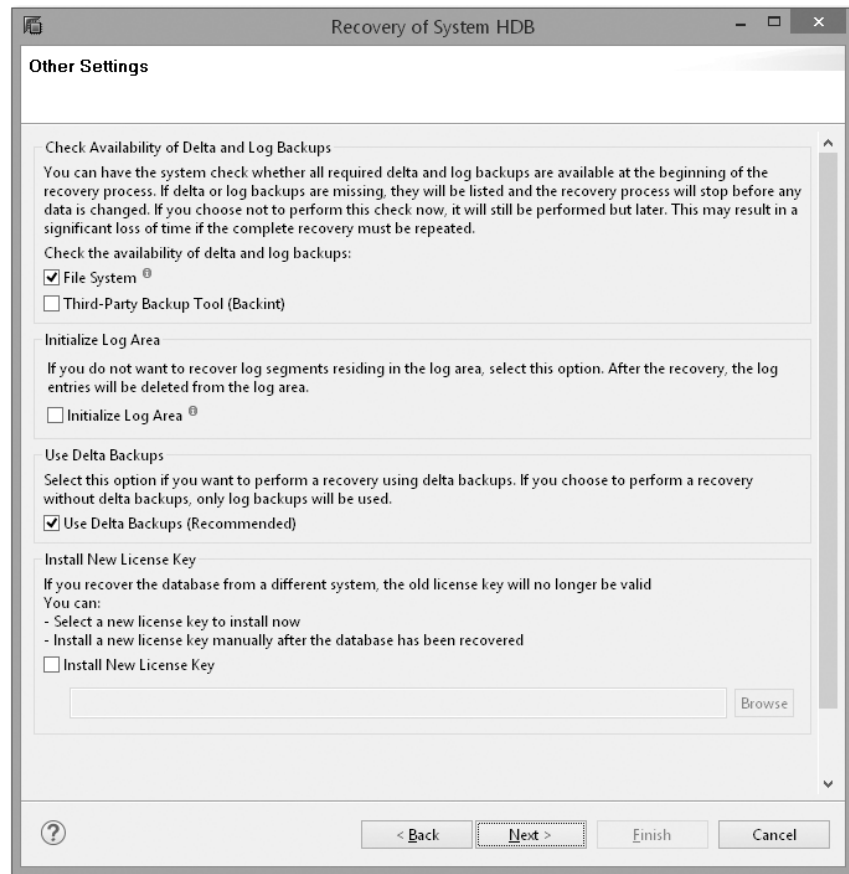 Recovery of System HDB
Other Settings
Check Availability of Delta and Log Backups
You can have the system check whether all required delta and log backups are available at the beginning of the
recovery process. If delta or log backups are missing, they will be listed and the recovery process will stop before any
data is changed. If you choose not to perform this check now, it will still be performed but later. This may result in a
significant loss of time if the complete recovery must be repeated.
Check the availability of delta and log backups:
File System
Third-Party Backup Tool (Backint)
Initialize Log Area
If you do not want to recover log segments residing in the log area, select this option. After the recovery, the log
entries will be deleted from the log area.
Initialize Log Area
Use Delta Backups
Select this option if you want to perform a recovery using delta backups. If you choose to perform a recovery
without delta backups, only log backups will be used.
Use Delta Backups (Recommended)
Install New License Key
If you recover the database from a different system, the old license key will no longer be valid
You can:
- Select a new license key to install now
- Install a new license key manually after the database has been recovered
Install New License Key
Browse
? < Back Next > Finish Cancel